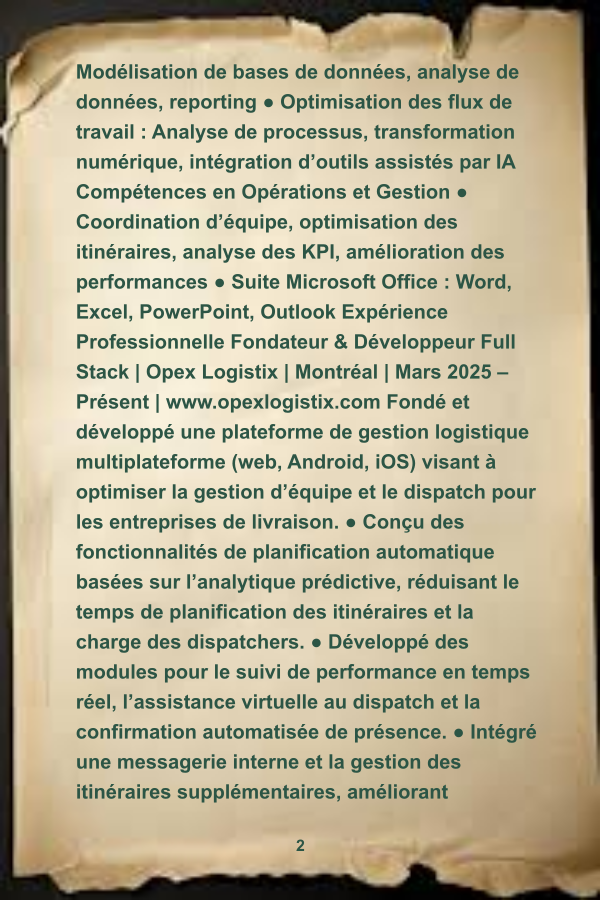 Modélisation de bases de données, analyse de
données, reporting ● Optimisation des flux de
travail : Analyse de processus, transformation
numérique, intégration d’outils assistés par IA
Compétences en Opérations et Gestion ●
Coordination d’équipe, optimisation des
itinéraires, analyse des KPI, amélioration des
performances ● Suite Microsoft Office : Word,
Excel, PowerPoint, Outlook Expérience
Professionnelle Fondateur & Développeur Full
Stack | Opex Logistix | Montréal | Mars 2025 –
Présent | www.opexlogistix.com Fondé et
développé une plateforme de gestion logistique
multiplateforme (web, Android, iOS) visant à
optimiser la gestion d’équipe et le dispatch pour
les entreprises de livraison. ● Conçu des
fonctionnalités de planification automatique
basées sur l’analytique prédictive, réduisant le
temps de planification des itinéraires et la
charge des dispatchers. ● Développé des
modules pour le suivi de performance en temps
réel, l’assistance virtuelle au dispatch et la
confirmation automatisée de présence. ● Intégré
une messagerie interne et la gestion des
itinéraires supplémentaires, améliorant
2